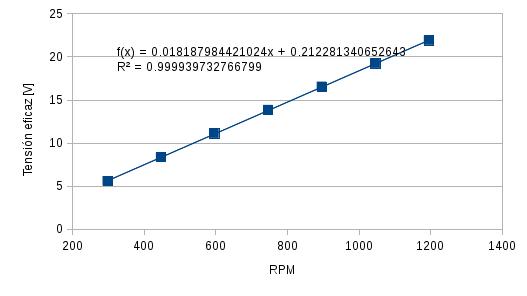 25
20
15
10
5
0
f(x) = 0.018187984421024x + 0.212281340652643
R² = 0.999939732766799
Tensión eficaz [V]
200 400 600 800 1000 1200 1400
RPM